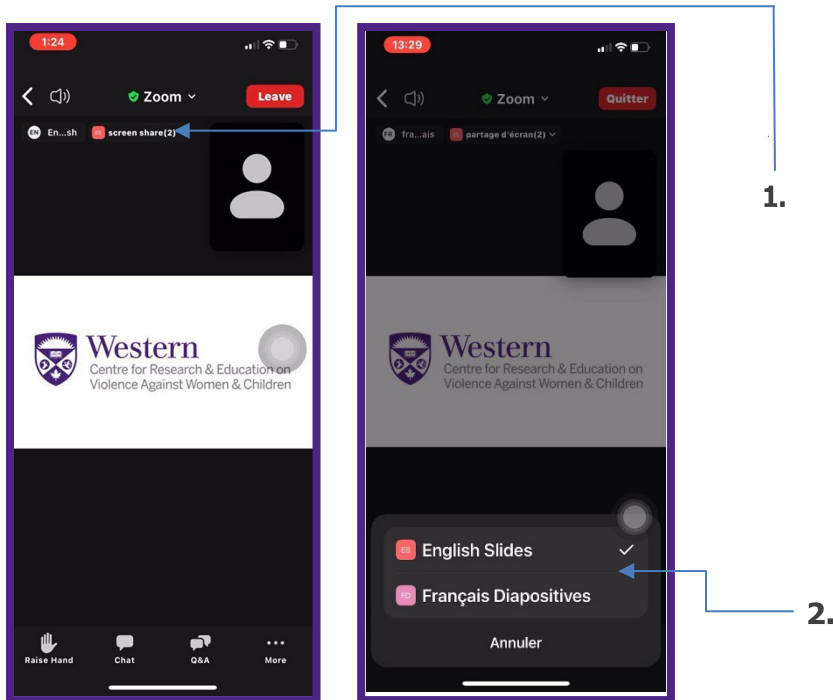 1:24
Zoom
Leave
EN En...sh
ES screen share(2)
Western
Centre for Research & Education on
Violence Against Women & Children
Raise Hand
Chat
Q&A
More
13:29
Zoom
Quitter
FR fra...ais
ES partage d'écran(2)
Western
Centre for Research & Education on
Violence Against Women & Children
ES English Slides
FD Français Diapositives
Annuler
1.
2.